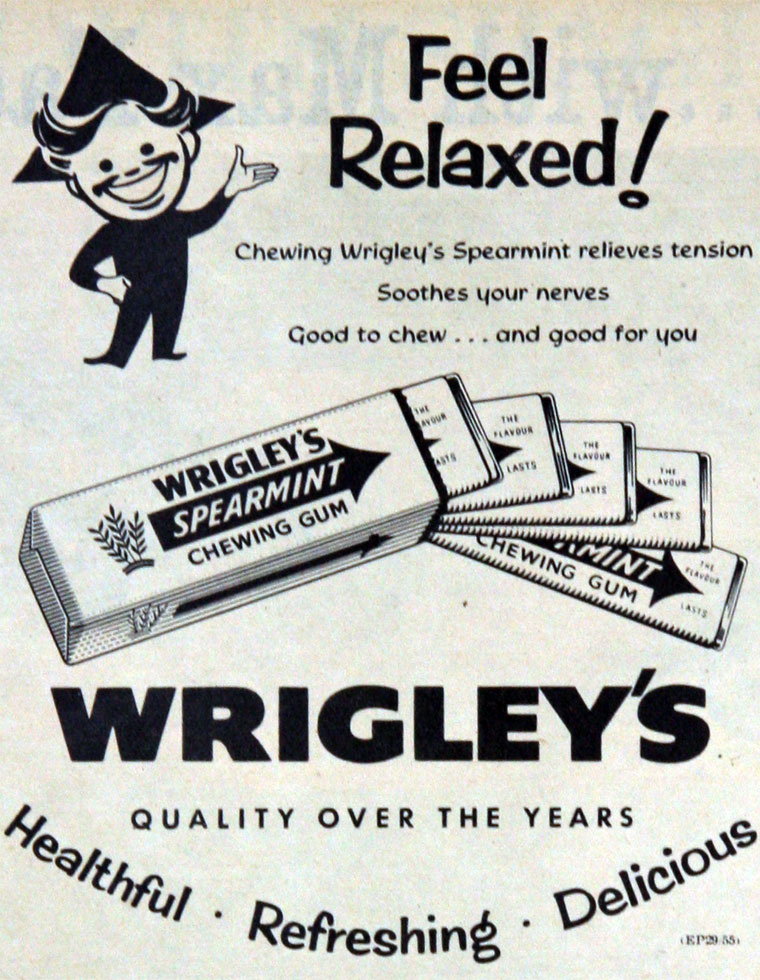 Feel
Relaxed!
Chewing Wrigley's Spearmint relieves tension
Soothes your nerves
Good to chew . . . and good for you
WRIGLEY'S
SPEARMINT
CHEWING GUM
THE
FLAVOUR
LASTS
THE
FLAVOUR
LASTS
THE
FLAVOUR
LASTS
THE
FLAVOUR
LASTS
MINT
CHEWING GUM
THE
FLAVOUR
LASTS
WRIGLEY'S
QUALITY OVER THE YEARS
Healthful · Refreshing · Delicious
(EP29-55)